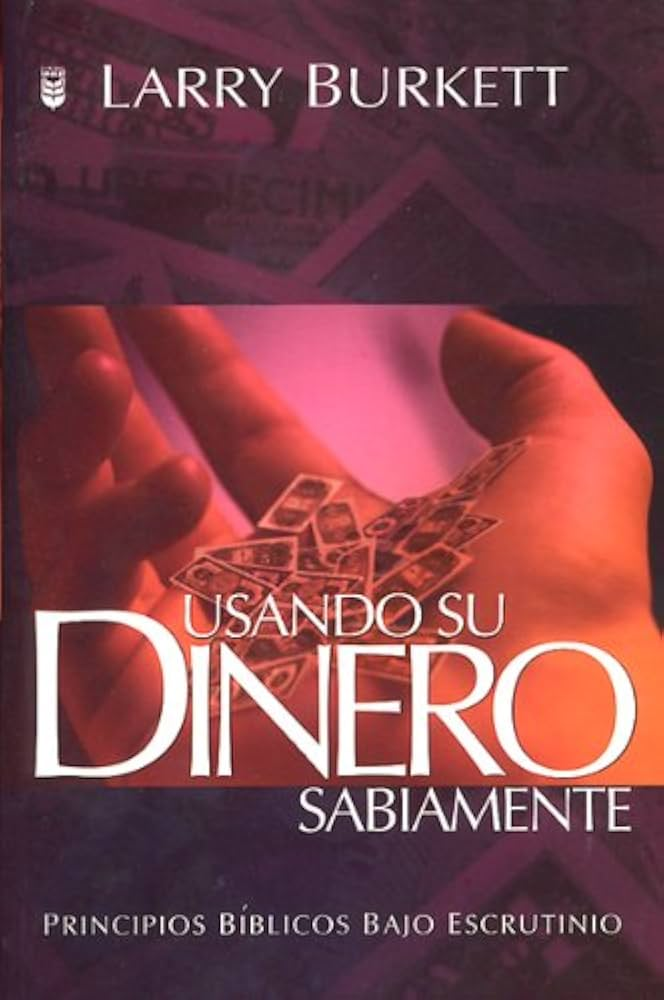 LARRY BURKETT
USANDO SU
DINERO
SABIAMENTE
PRINCIPIOS BÍBLICOS BAJO ESCRUTINIO